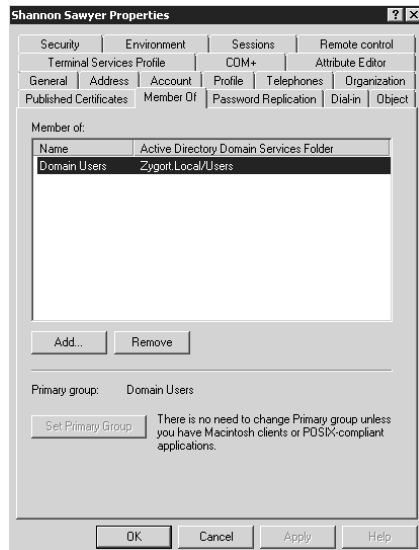 Shannon Sawyer Properties
Security Environment Sessions Remote control
Terminal Services Profile COM+ Attribute Editor
General Address Account Profile Telephones Organization
Published Certificates Member Of Password Replication Dial-in Object
Member of:
Name Active Directory Domain Services Folder
Domain Users Zygort.Local/Users
Add... Remove
Primary group: Domain Users
Set Primary Group There is no need to change Primary group unless
you have Macintosh clients or POSIX-compliant
applications.
OK Cancel Apply Help